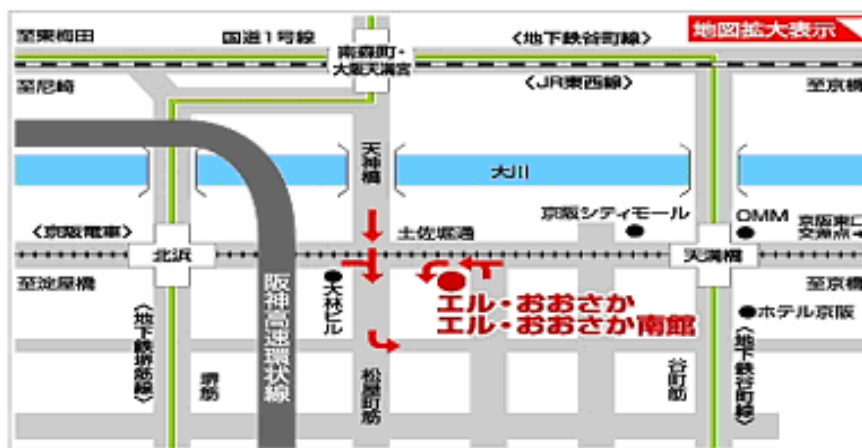 至東梅田
国道1号線
南森町・
大阪天満宮
〈地下鉄谷町線〉
地図拡大表示
至尼崎
〈JR東西線〉
至京橋
天神橋
大川
京阪シティモール
OMM
京阪東口
交差点
〈京阪電車〉
土佐堀通
北浜
天満橋
至淀屋橋
大林ビル
阪神高速環状線
エル・おおさか
エル・おおさか南館
至京橋
ホテル京阪
〈地下鉄堺筋線〉
堺筋
松屋町筋
谷町筋
〈地下鉄谷町線〉